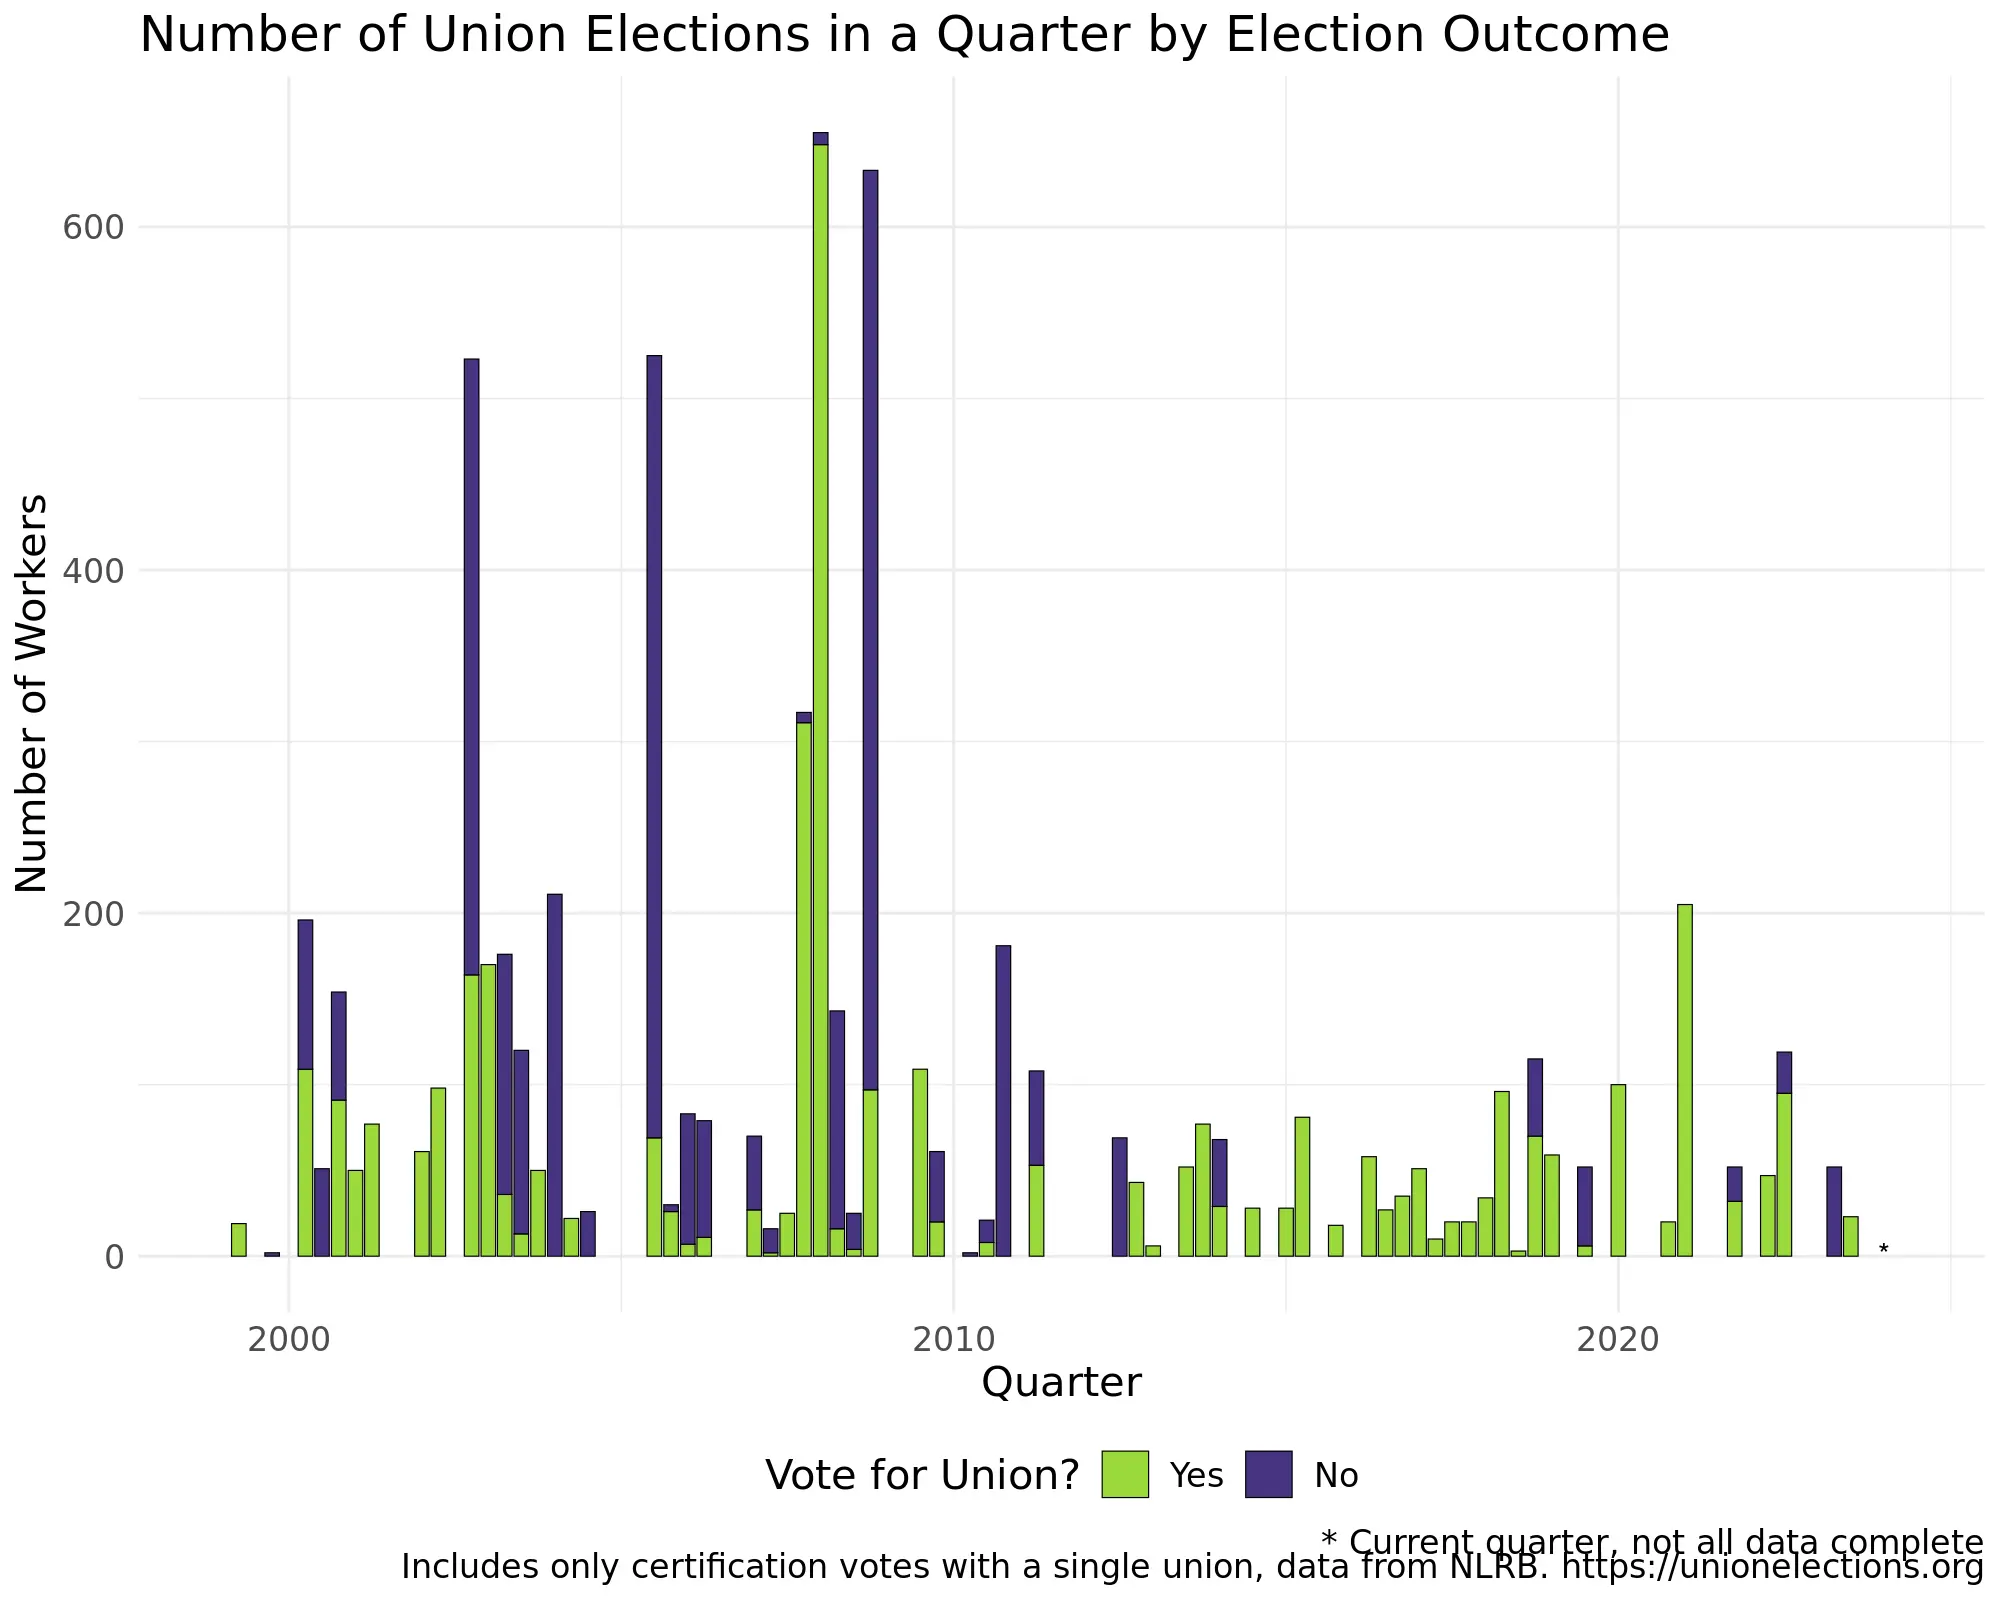 Number of Union Elections in a Quarter by Election Outcome
Number of Workers
600
400
200
0
*
2000 2010 2020
Quarter
Vote for Union? Yes No
* Current quarter, not all data complete
Includes only certification votes with a single union, data from NLRB. https://unionelections.org